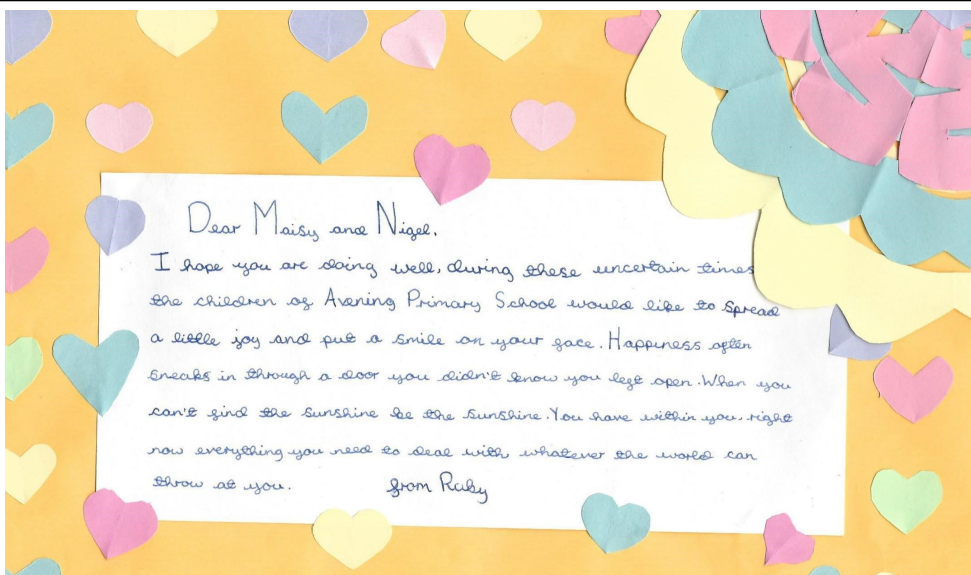 Dear Maisy and Nigel.
I hope you are doing well, during these uncertain times
the children of Avening Primary School would like to spread
a little joy and put a smile on your face. Happiness often
sneaks in through a door you didn't know you left open. When you
can't find the sunshine be the sunshine. You have within you, right
now everything you need to deal with whatever the world can
throw at you. from Ruby